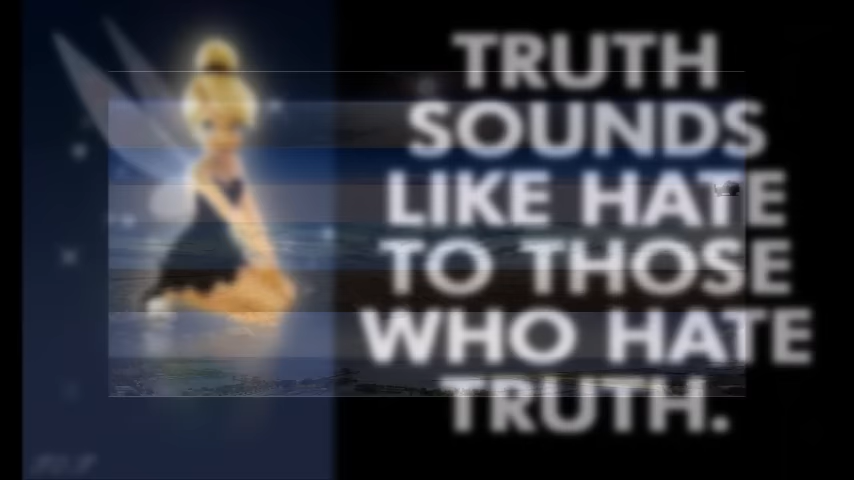 TRUTH
SOUNDS
LIKE HATE
TO THOSE
WHO HATE
TRUTH.